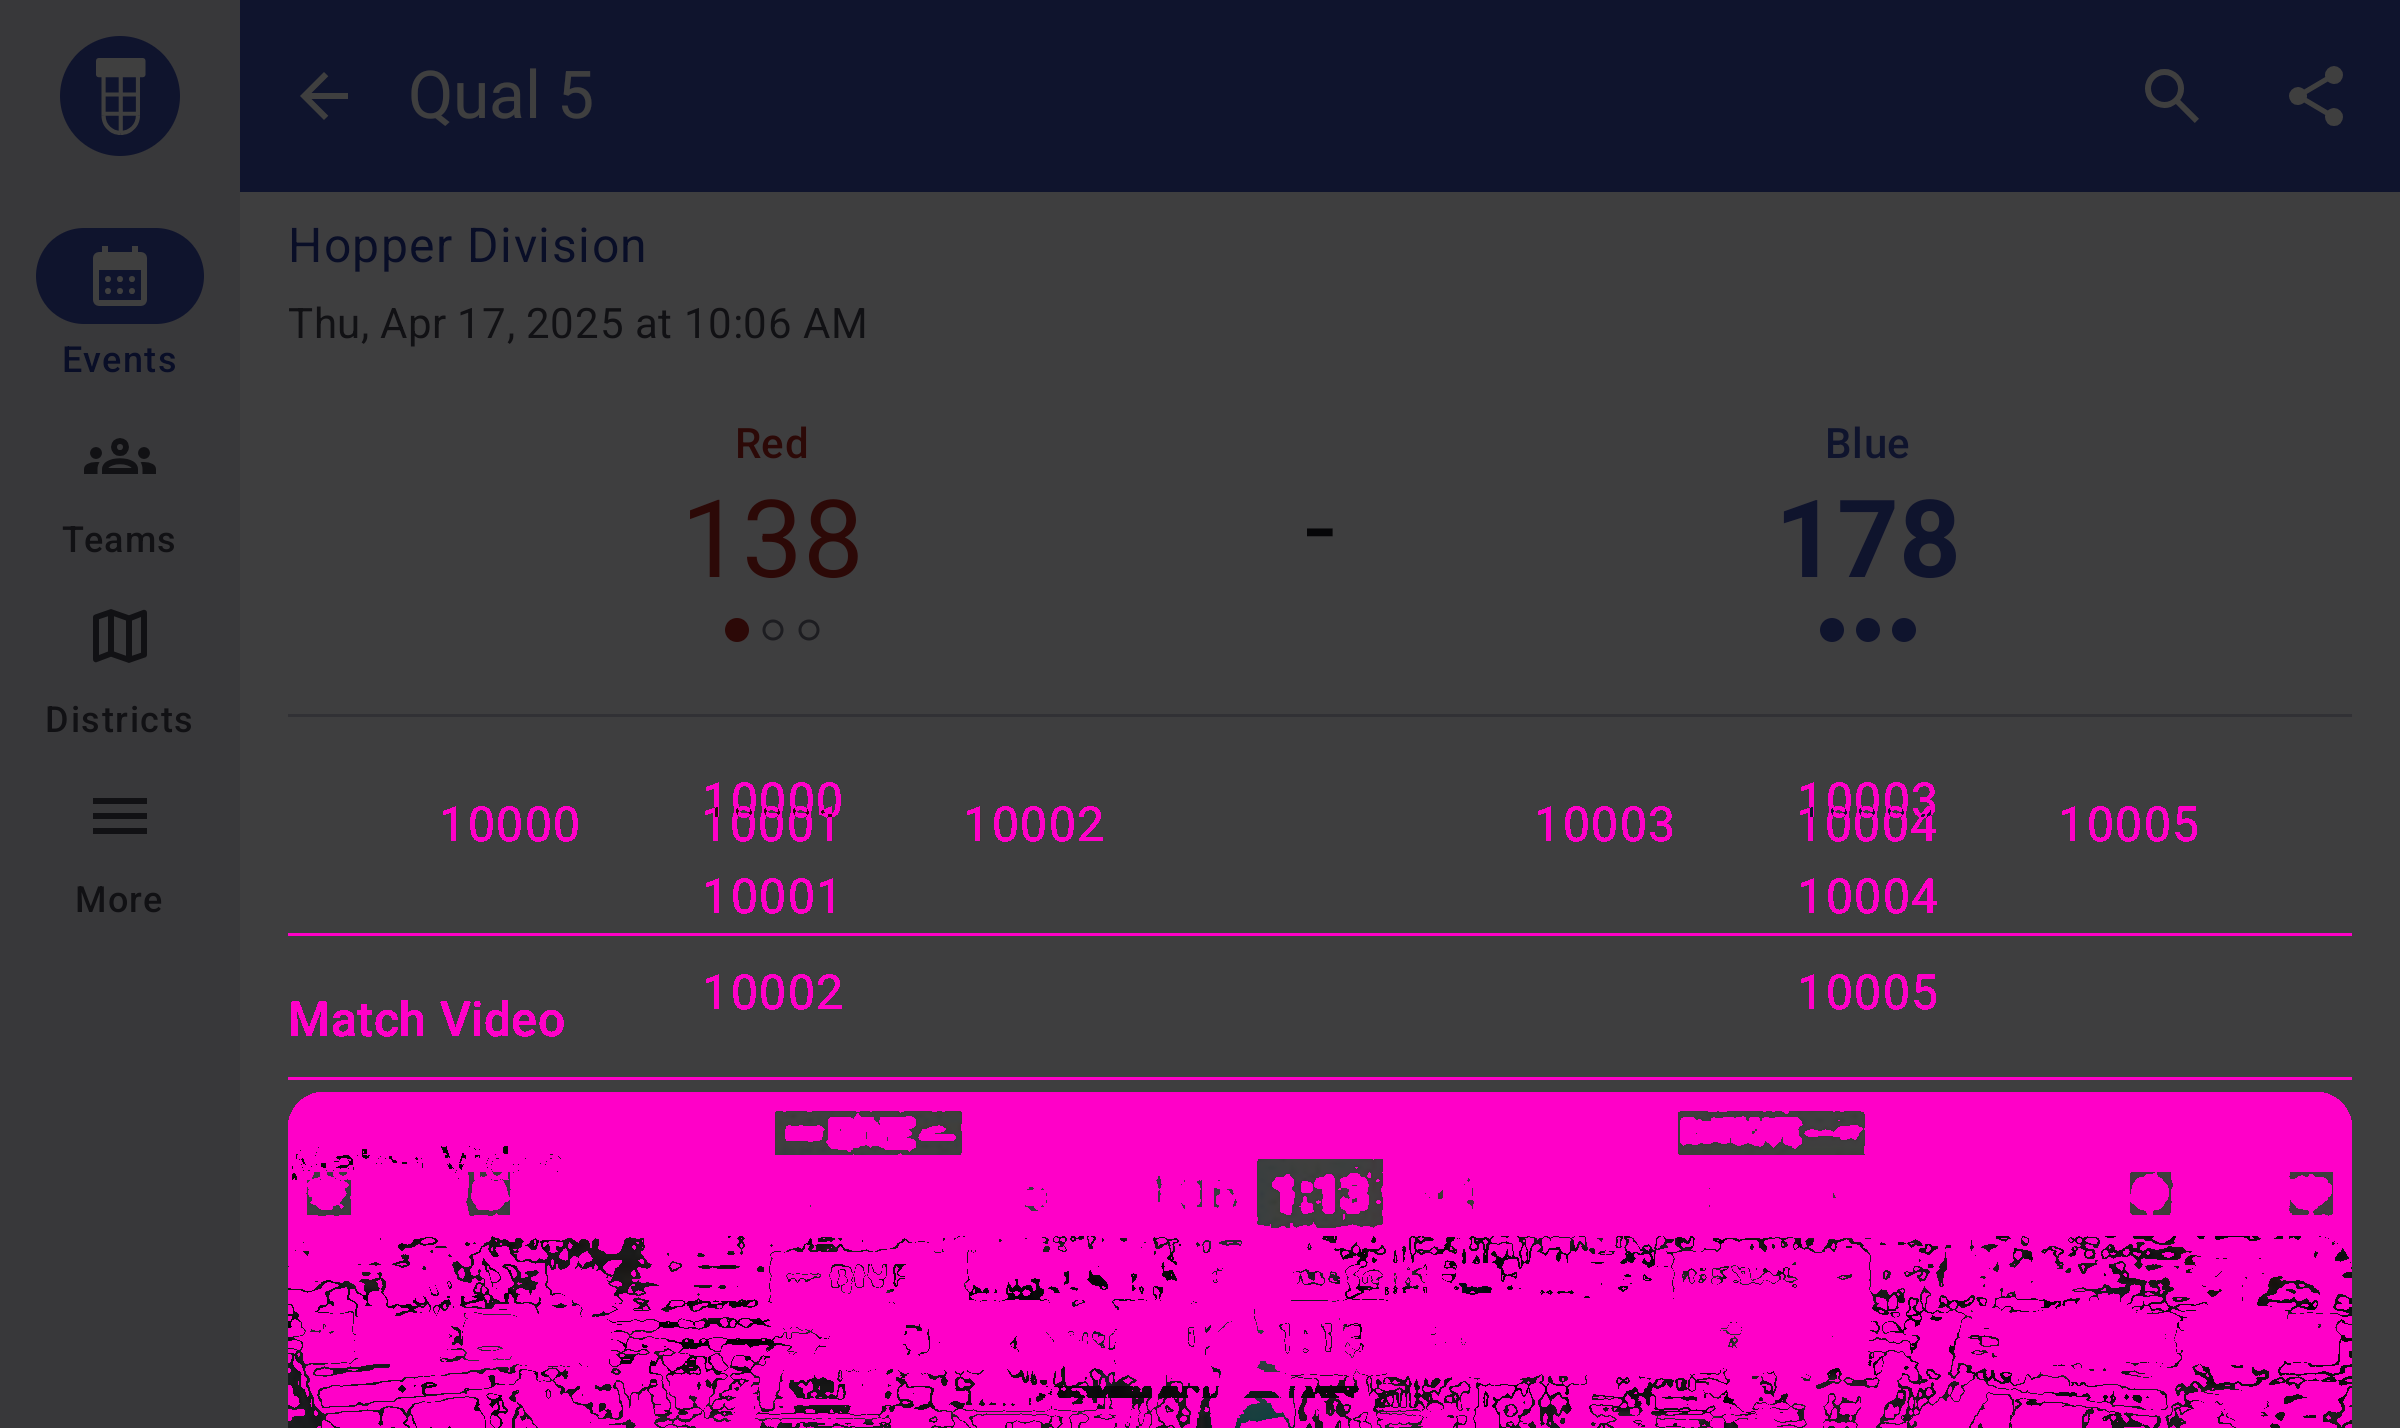 Qual 5
Hopper Division
Thu, Apr 17, 2025 at 10:06 AM
Events
Teams
Districts
More
Red
Blue
138
-
178
10000
10003
10000
10001
10002
10003
10004
10005
10001
10004
10002
10005
Match Video
1:13